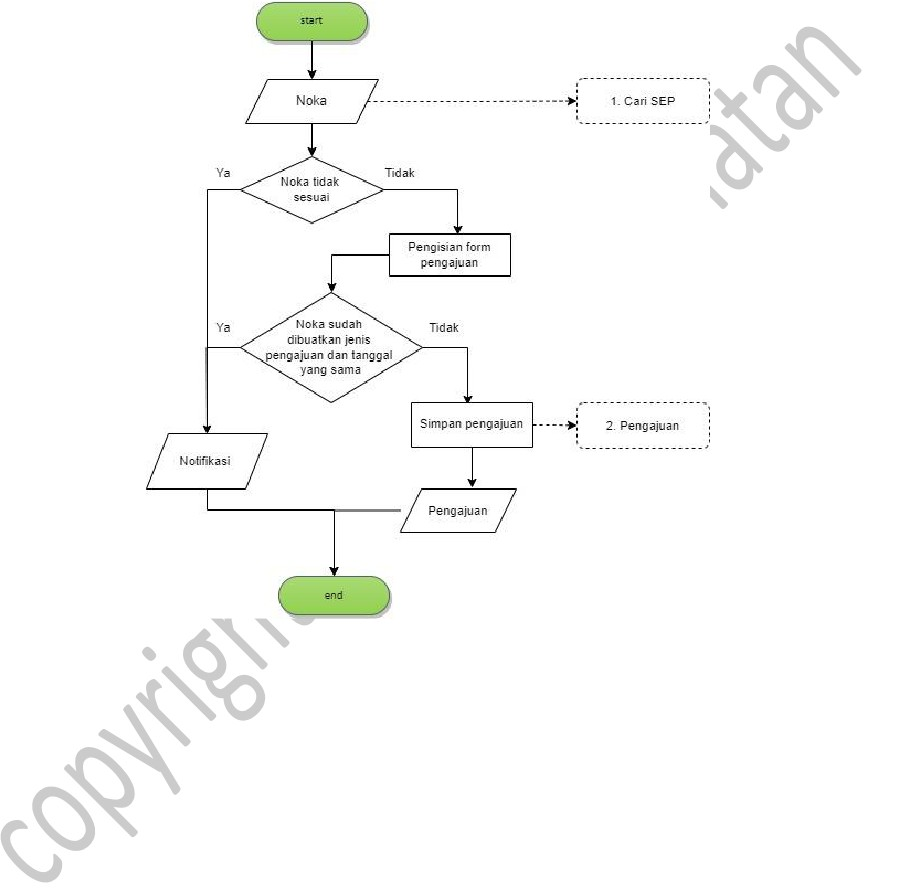 start
Noka
1. Cari SEP
Ya
Tidak
Noka tidak
sesuai
Pengisian form
pengajuan
Ya
Tidak
Noka sudah
dibuatkan jenis
pengajuan dan tanggal
yang sama
Simpan pengajuan
2. Pengajuan
Notifikasi
Pengajuan
end
copyright